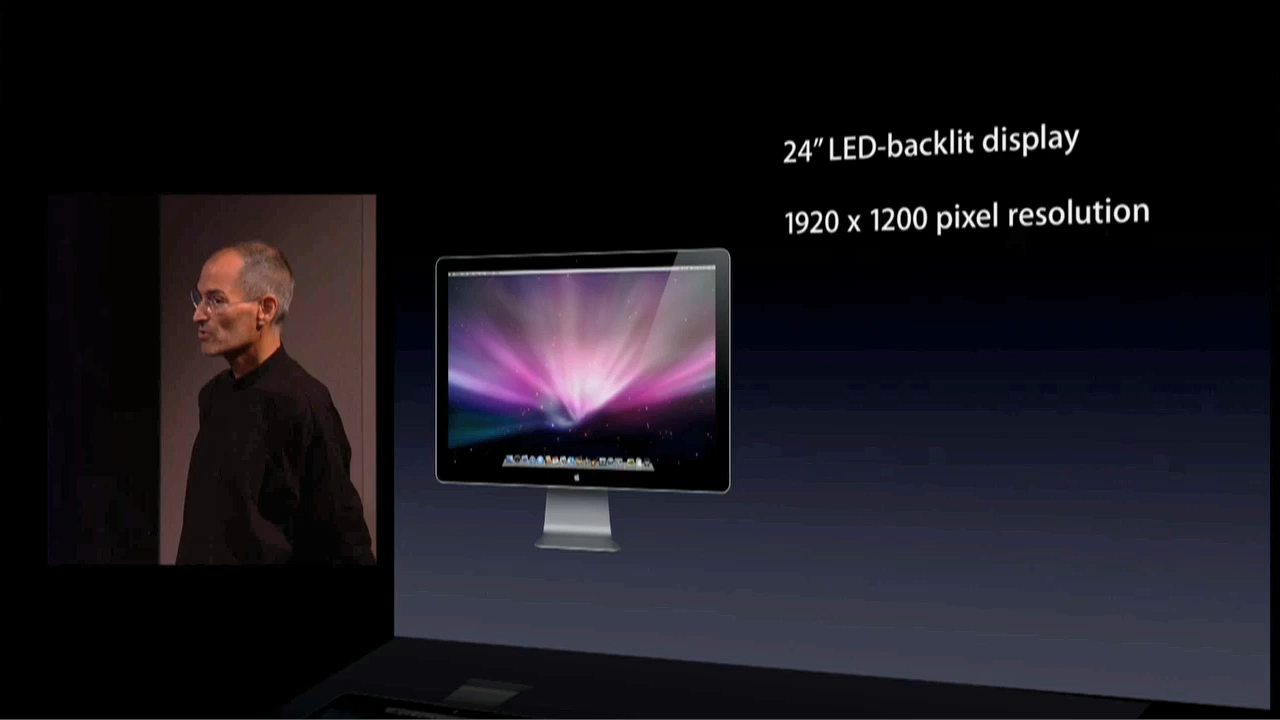 24” LED-backlit display
1920 x 1200 pixel resolution